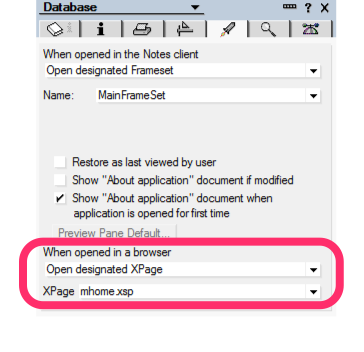 Database
? X
i
When opened in the Notes client
Open designated Frameset
Name: MainFrameSet
Restore as last viewed by user
Show "About application" document if modified
Show "About application" document when
application is opened for first time
Preview Pane Default...
When opened in a browser
Open designated XPage
XPage mhome.xsp